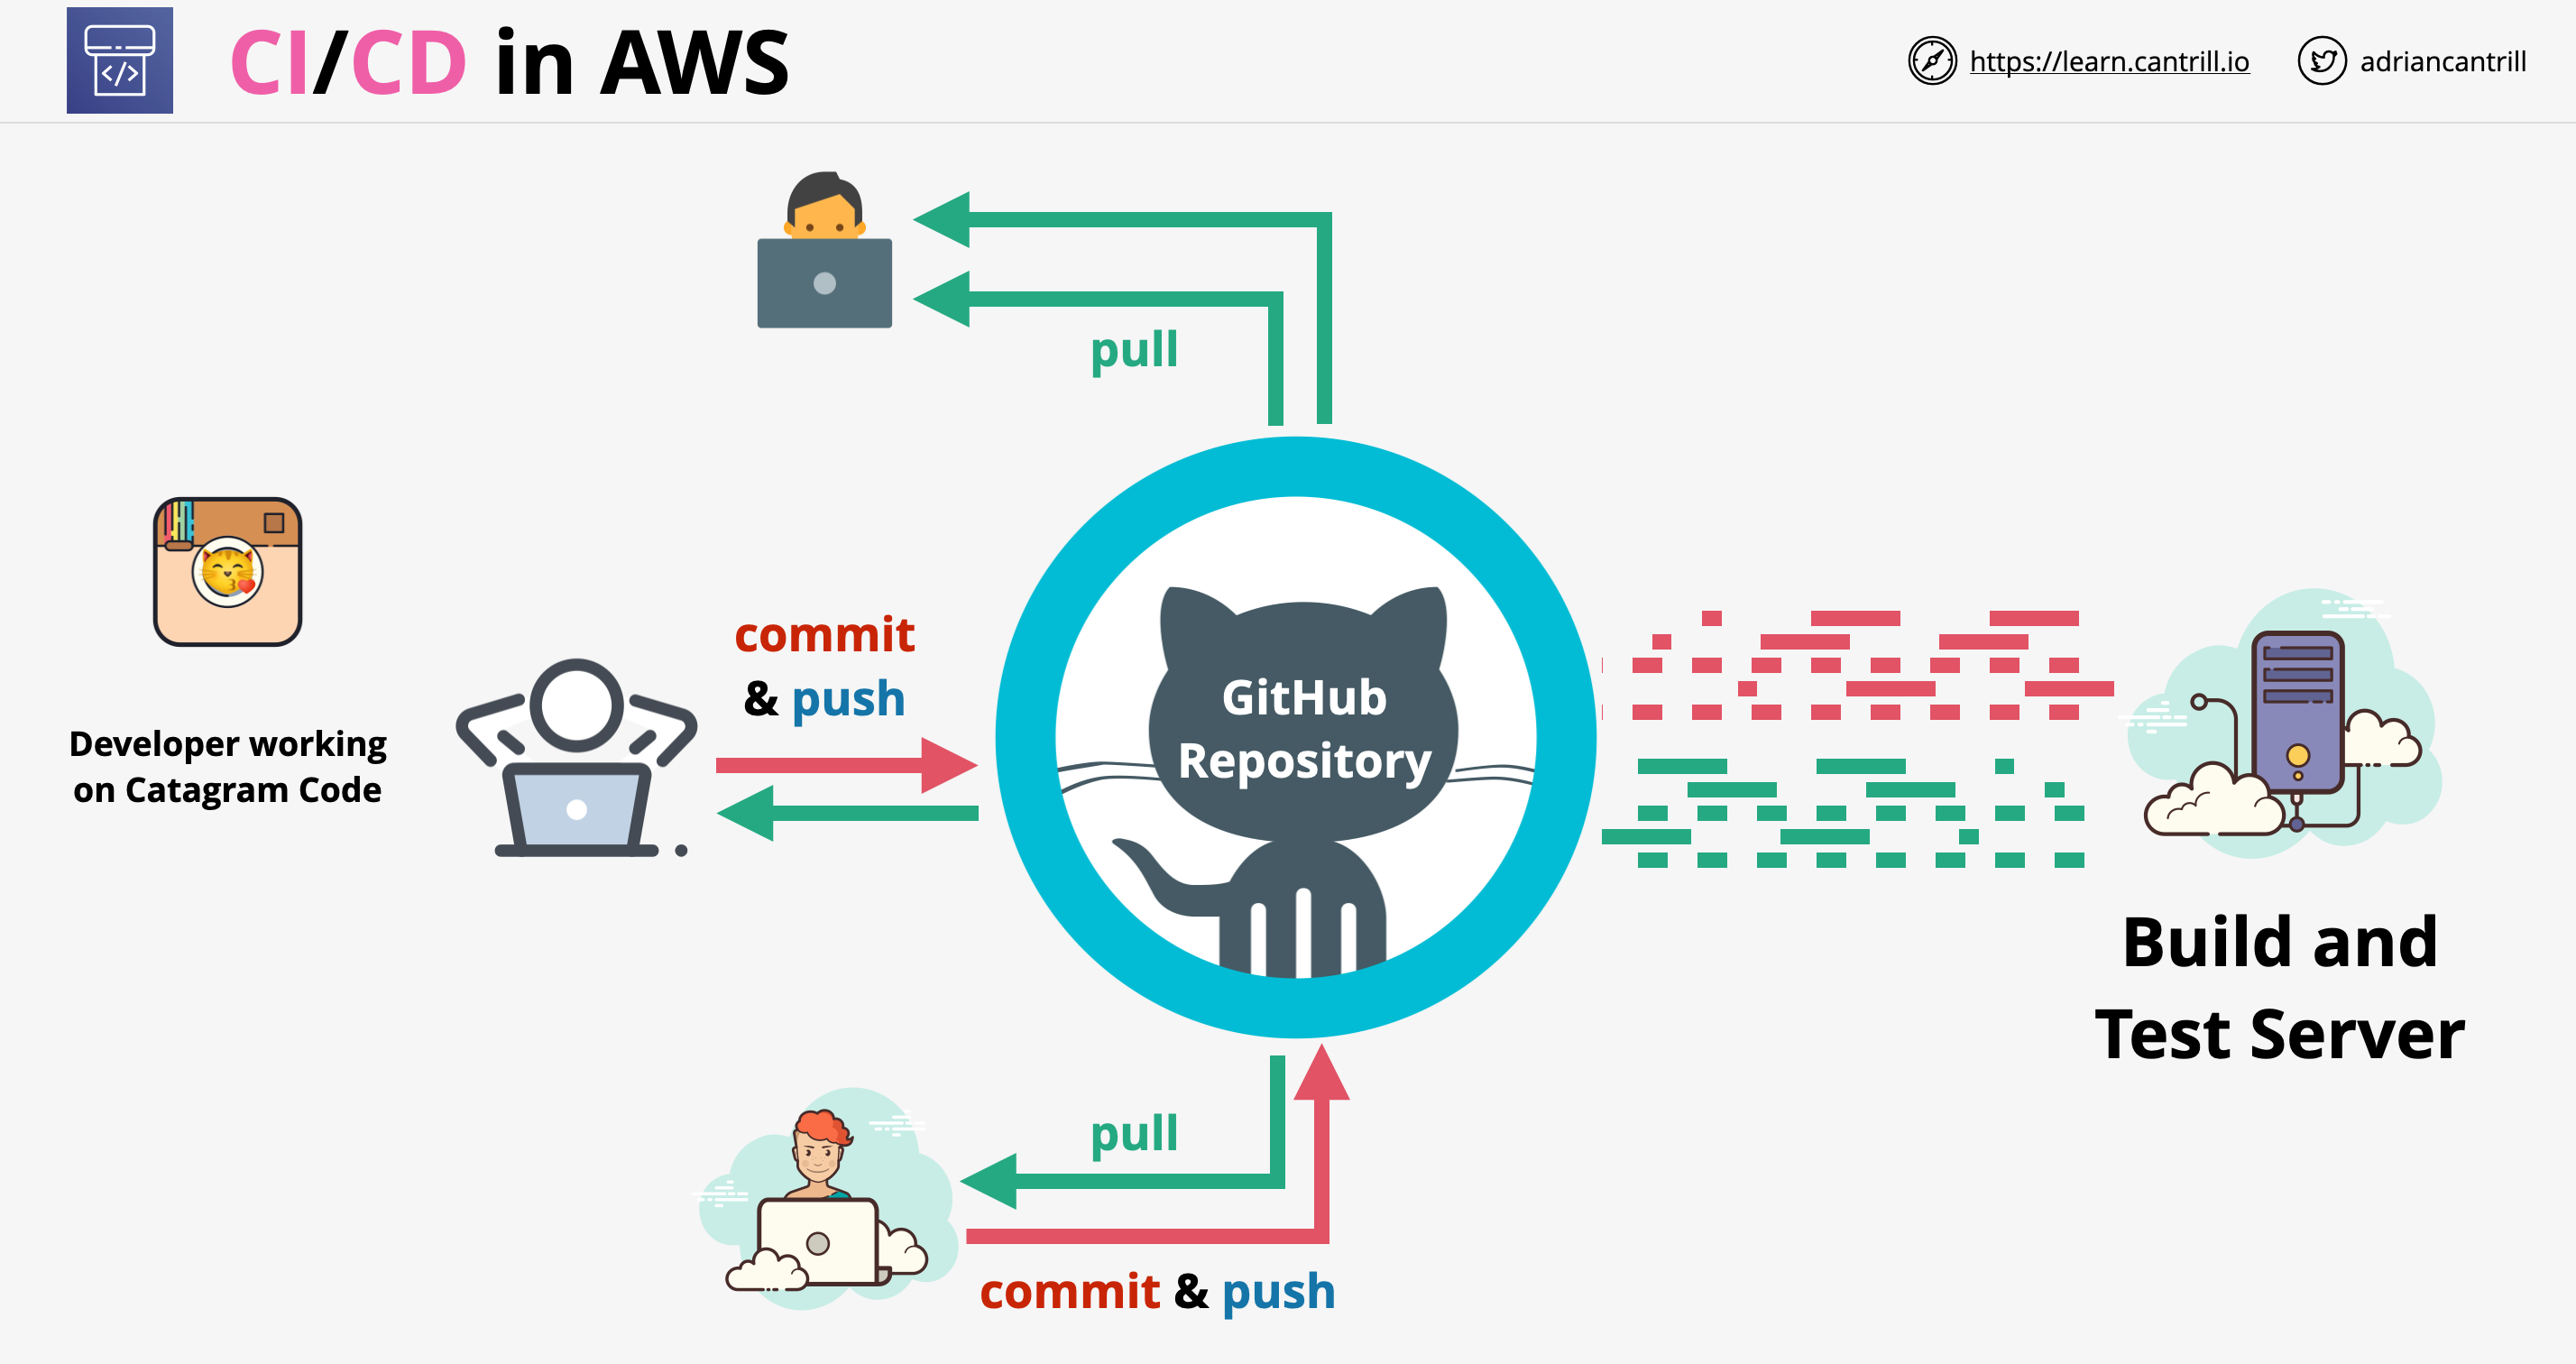 CI/CD in AWS
https://learn.cantrill.io
adriancantrill
pull
commit
& push
GitHub
Repository
Developer working
on Catagram Code
Build and
Test Server
pull
commit & push